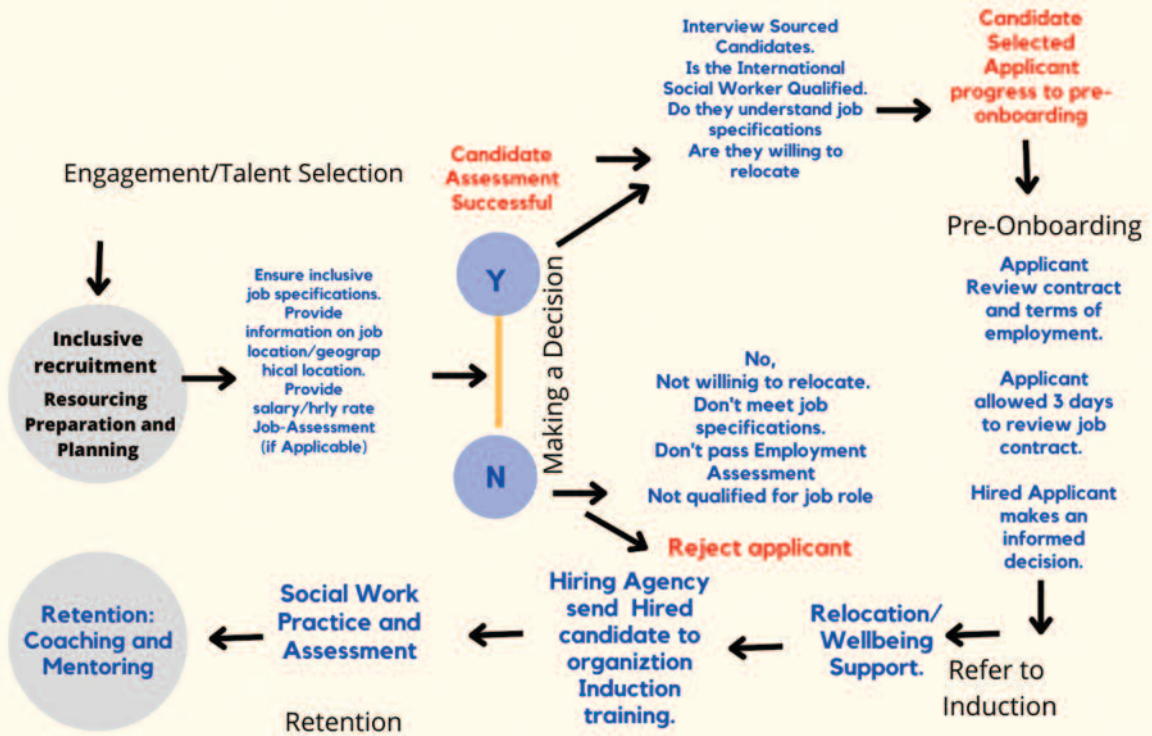 Engagement/Talent Selection
Inclusive
recruitment
Resourcing
Preparation and
Planning
Ensure inclusive
job specifications.
Provide
information on job
location/geograp
hical location.
Provide
salary/hrly rate
Job-Assessment
(if Applicable)
Candidate
Assessment
Successful
Y
N
Making a Decision
Interview Sourced
Candidates.
Is the International
Social Worker Qualified.
Do they understand job
specifications
Are they willing to
relocate
Candidate
Selected
Applicant
progress to pre-
onboarding
No,
Not willinig to relocate.
Don't meet job
specifications.
Don't pass Employment
Assessment
Not qualified for job role
Reject applicant
Pre-Onboarding
Applicant
Review contract
and terms of
employment.
Applicant
allowed 3 days
to review job
contract.
Hired Applicant
makes an
informed
decision.
Refer to
Induction
Relocation/
Wellbeing
Support.
Hiring Agency
send Hired
candidate to
organiztion
Induction
training.
Social Work
Practice and
Assessment
Retention
Retention:
Coaching and
Mentoring